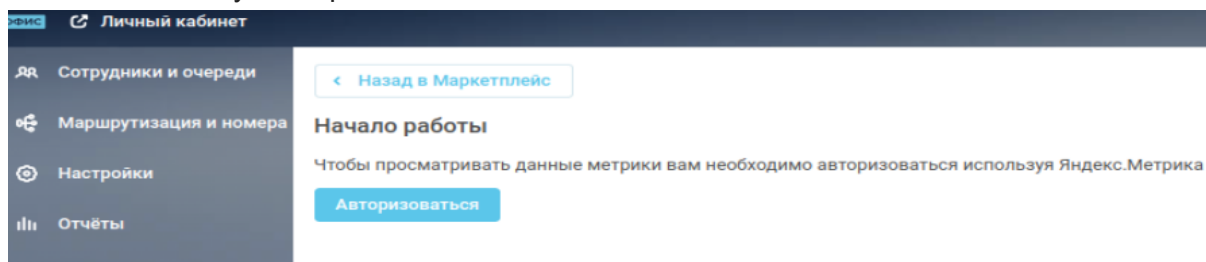 Личный кабинет
Сотрудники и очереди
Маршрутизация и номера
Настройки
Отчёты
Назад в Маркетплейс
Начало работы
Чтобы просматривать данные метрики вам необходимо авторизоваться используя Яндекс.Метрика
Авторизоваться